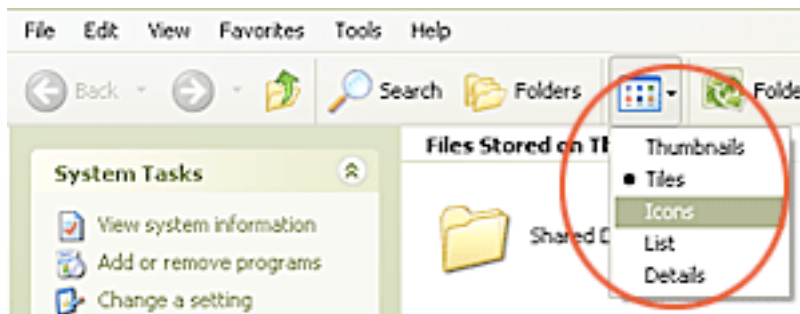 File Edit View Favorites Tools Help
Back Search Folders Folde
Files Stored on Th
System Tasks
View system information
Add or remove programs
Change a setting
Shared D
Thumbnails
Tiles
Icons
List
Details